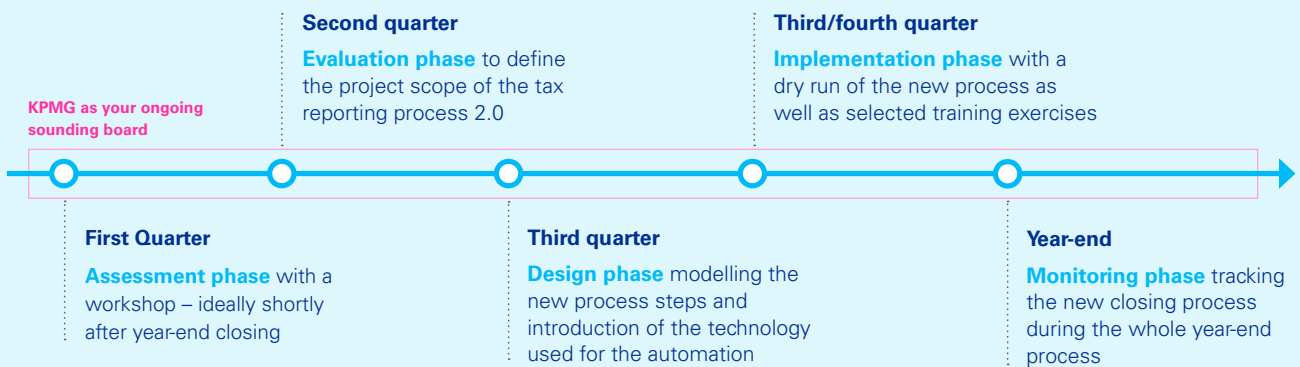 Second quarter
Evaluation phase to define
the project scope of the tax
reporting process 2.0
Third/fourth quarter
Implementation phase with a
dry run of the new process as
well as selected training exercises
KPMG as your ongoing
sounding board
First Quarter
Assessment phase with a
workshop – ideally shortly
after year-end closing
Third quarter
Design phase modelling the
new process steps and
introduction of the technology
used for the automation
Year-end
Monitoring phase tracking
the new closing process
during the whole year-end
process